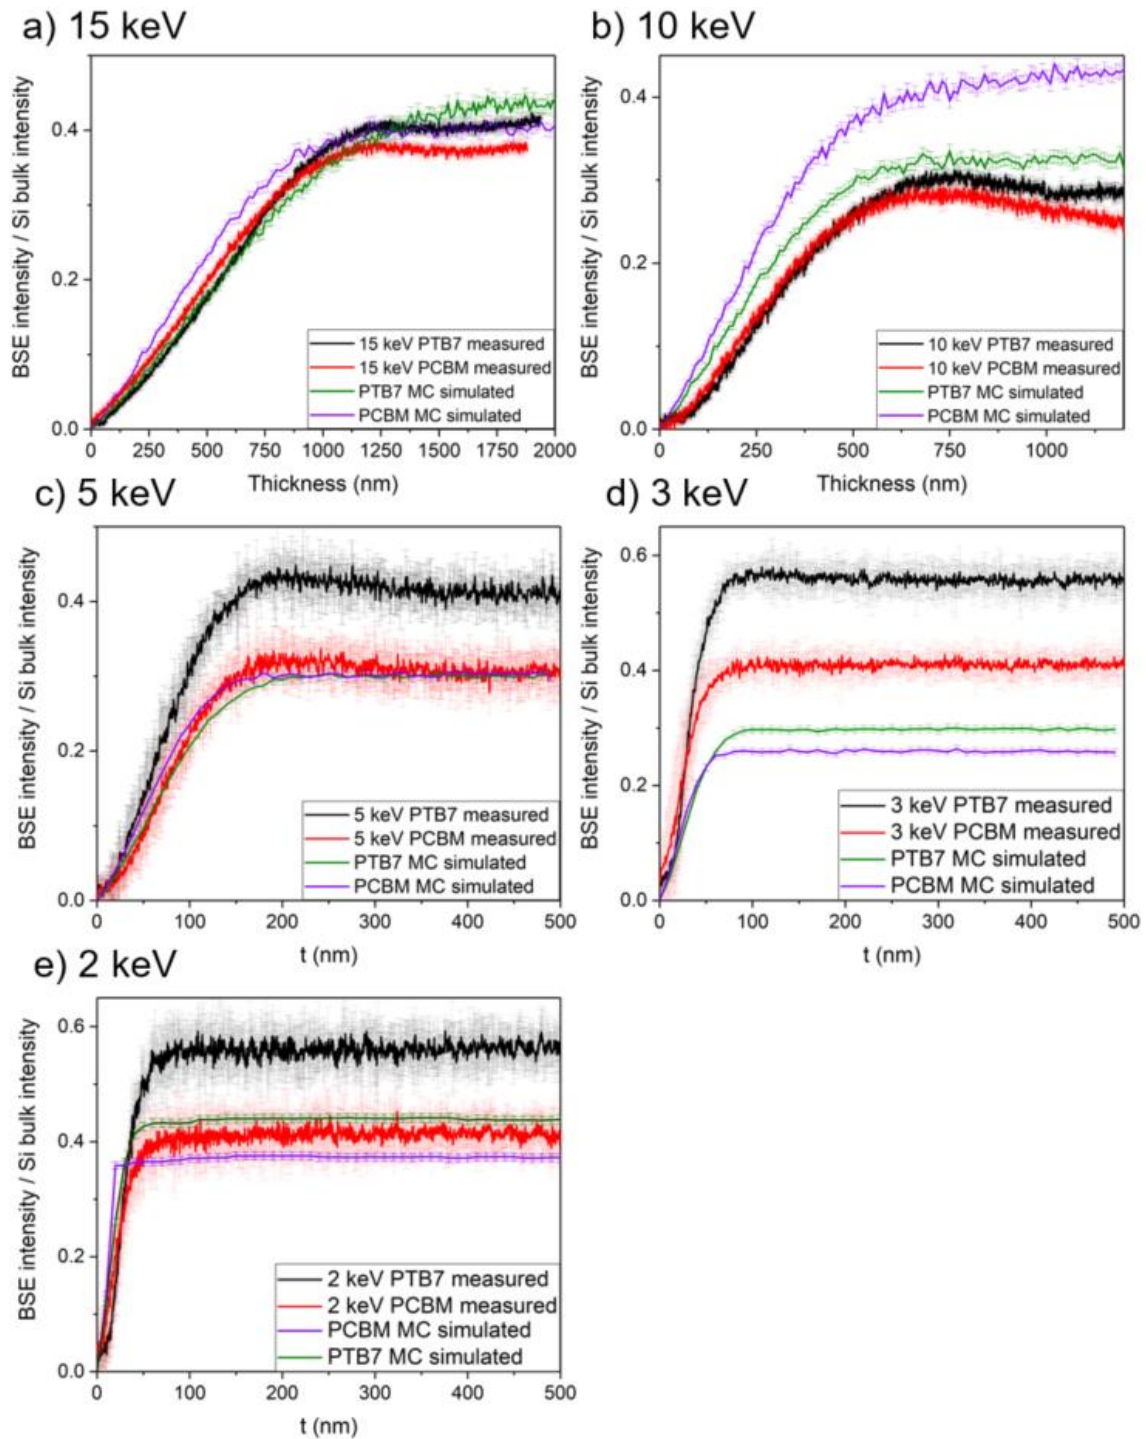 a) 15 keV
BSE intensity / Si bulk intensity
0.4
0.2
0.0
15 keV PTB7 measured
15 keV PCBM measured
PTB7 MC simulated
PCBM MC simulated
0 250 500 750 1000 1250 1500 1750 2000
Thickness (nm)
b) 10 keV
BSE intensity / Si bulk intensity
0.4
0.2
0.0
10 keV PTB7 measured
10 keV PCBM measured
PTB7 MC simulated
PCBM MC simulated
0 250 500 750 1000
Thickness (nm)
c) 5 keV
BSE intensity / Si bulk intensity
0.4
0.2
0.0
5 keV PTB7 measured
5 keV PCBM measured
PTB7 MC simulated
PCBM MC simulated
0 100 200 300 400 500
t (nm)
d) 3 keV
BSE intensity / Si bulk intensity
0.6
0.4
0.2
0.0
3 keV PTB7 measured
3 keV PCBM measured
PTB7 MC simulated
PCBM MC simulated
0 100 200 300 400 500
t (nm)
e) 2 keV
BSE intensity / Si bulk intensity
0.6
0.4
0.2
0.0
2 keV PTB7 measured
2 keV PCBM measured
PCBM MC simulated
PTB7 MC simulated
0 100 200 300 400 500
t (nm)